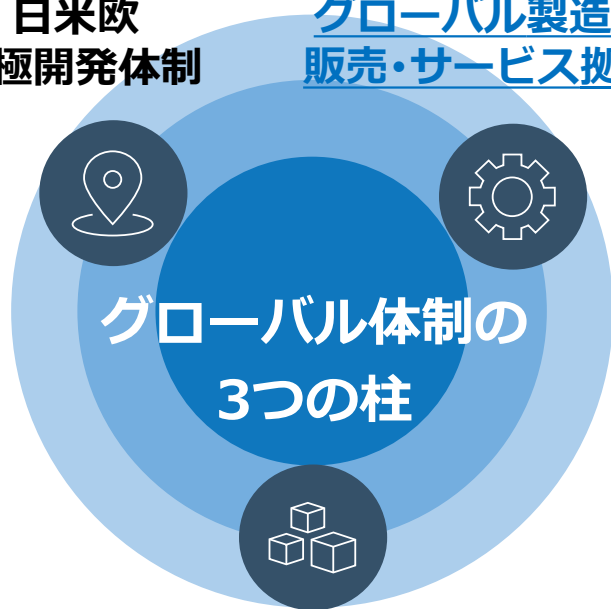 日米欧
極開発体制
グローバル製造
販売・サービス拠
グローバル体制の
3つの柱